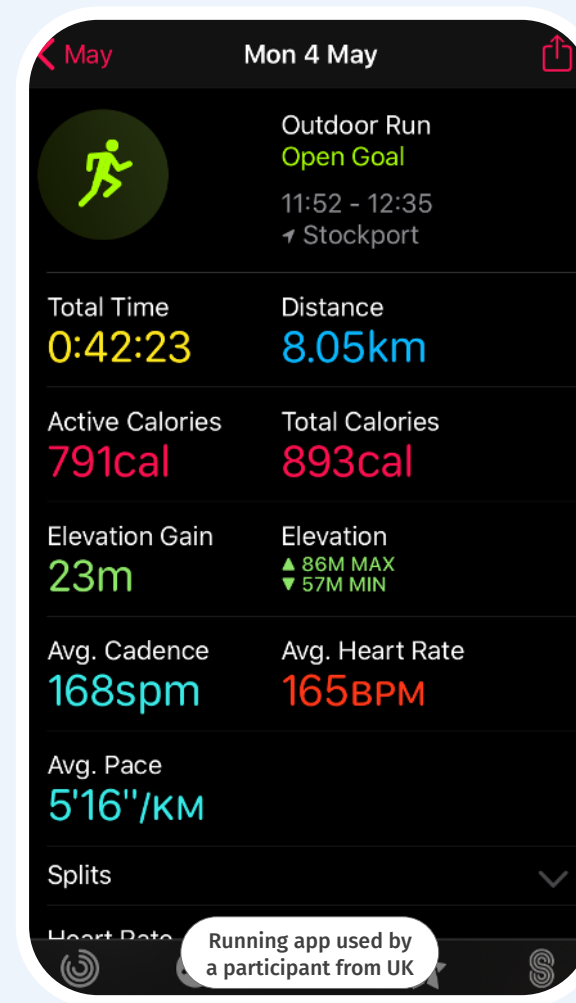 May
Mon 4 May
Outdoor Run
Open Goal
11:52 - 12:35
Stockport
Total Time
Distance
0:42:23
8.05km
Active Calories
Total Calories
791cal
893cal
Elevation Gain
Elevation
23m
▲ 86M MAX
▼ 57M MIN
Avg. Cadence
Avg. Heart Rate
168spm
165BPM
Avg. Pace
5'16"/KM
Splits
Heart Rate
Running app used by
a participant from UK